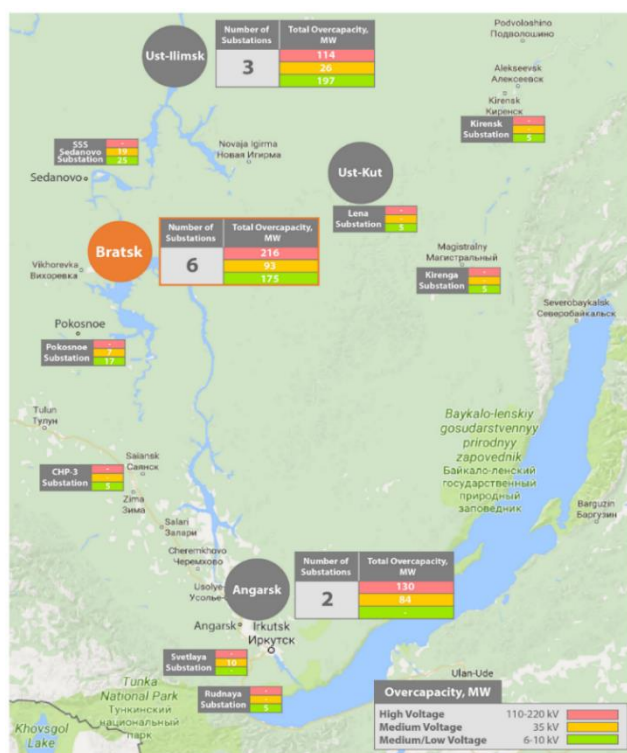 Podvoloshino
Подволошино
Number of
Substations
Total Overcapacity,
MW
Ust-Ilimsk
3
114
26
197
Alekseevsk
Алексеевск
Kirensk
Киренск
Kirensk
Substation
-
-
5
SSS
Sedanovo
Substation
-
19
25
Novaja Igirma
Новая Игирма
Sedanovo
Ust-Kut
Lena
Substation
-
-
5
Bratsk
Number of
Substations
Total Overcapacity,
MW
6
216
93
175
Vikhorevka
Вихоревка
Magistralny
Магистральный
Kirenga
Substation
-
-
5
Severobaykalsk
Северобайкальск
Pokosnoe
Pokosnoe
Substation
-
7
17
Tulun
Тулун
Baykalo-lenskiy
gosudarstvennyy
prirodnyy
zapovednik
Байкало-ленский
государственный
природный
заповедник
Saiansk
Саянск
CHP-3
Substation
-
-
5
Zima
Зима
Salari
Залари
Barguzin
Баргузин
Cheremkhovo
Черемхово
Number of
Substations
Total Overcapacity,
MW
Angarsk
2
130
84
-
Usolye
Усолье
Angarsk
Irkutsk
Иркутск
Svetlaya
Substation
-
10
-
Ulan-Ude
Tunka
National Park
Тункинский
национальный
парк
Rudnaya
Substation
-
-
5
Khovsgol
Lake
Overcapacity, MW
High Voltage 110-220 kV
Medium Voltage 35 kV
Medium/Low Voltage 6-10 kV